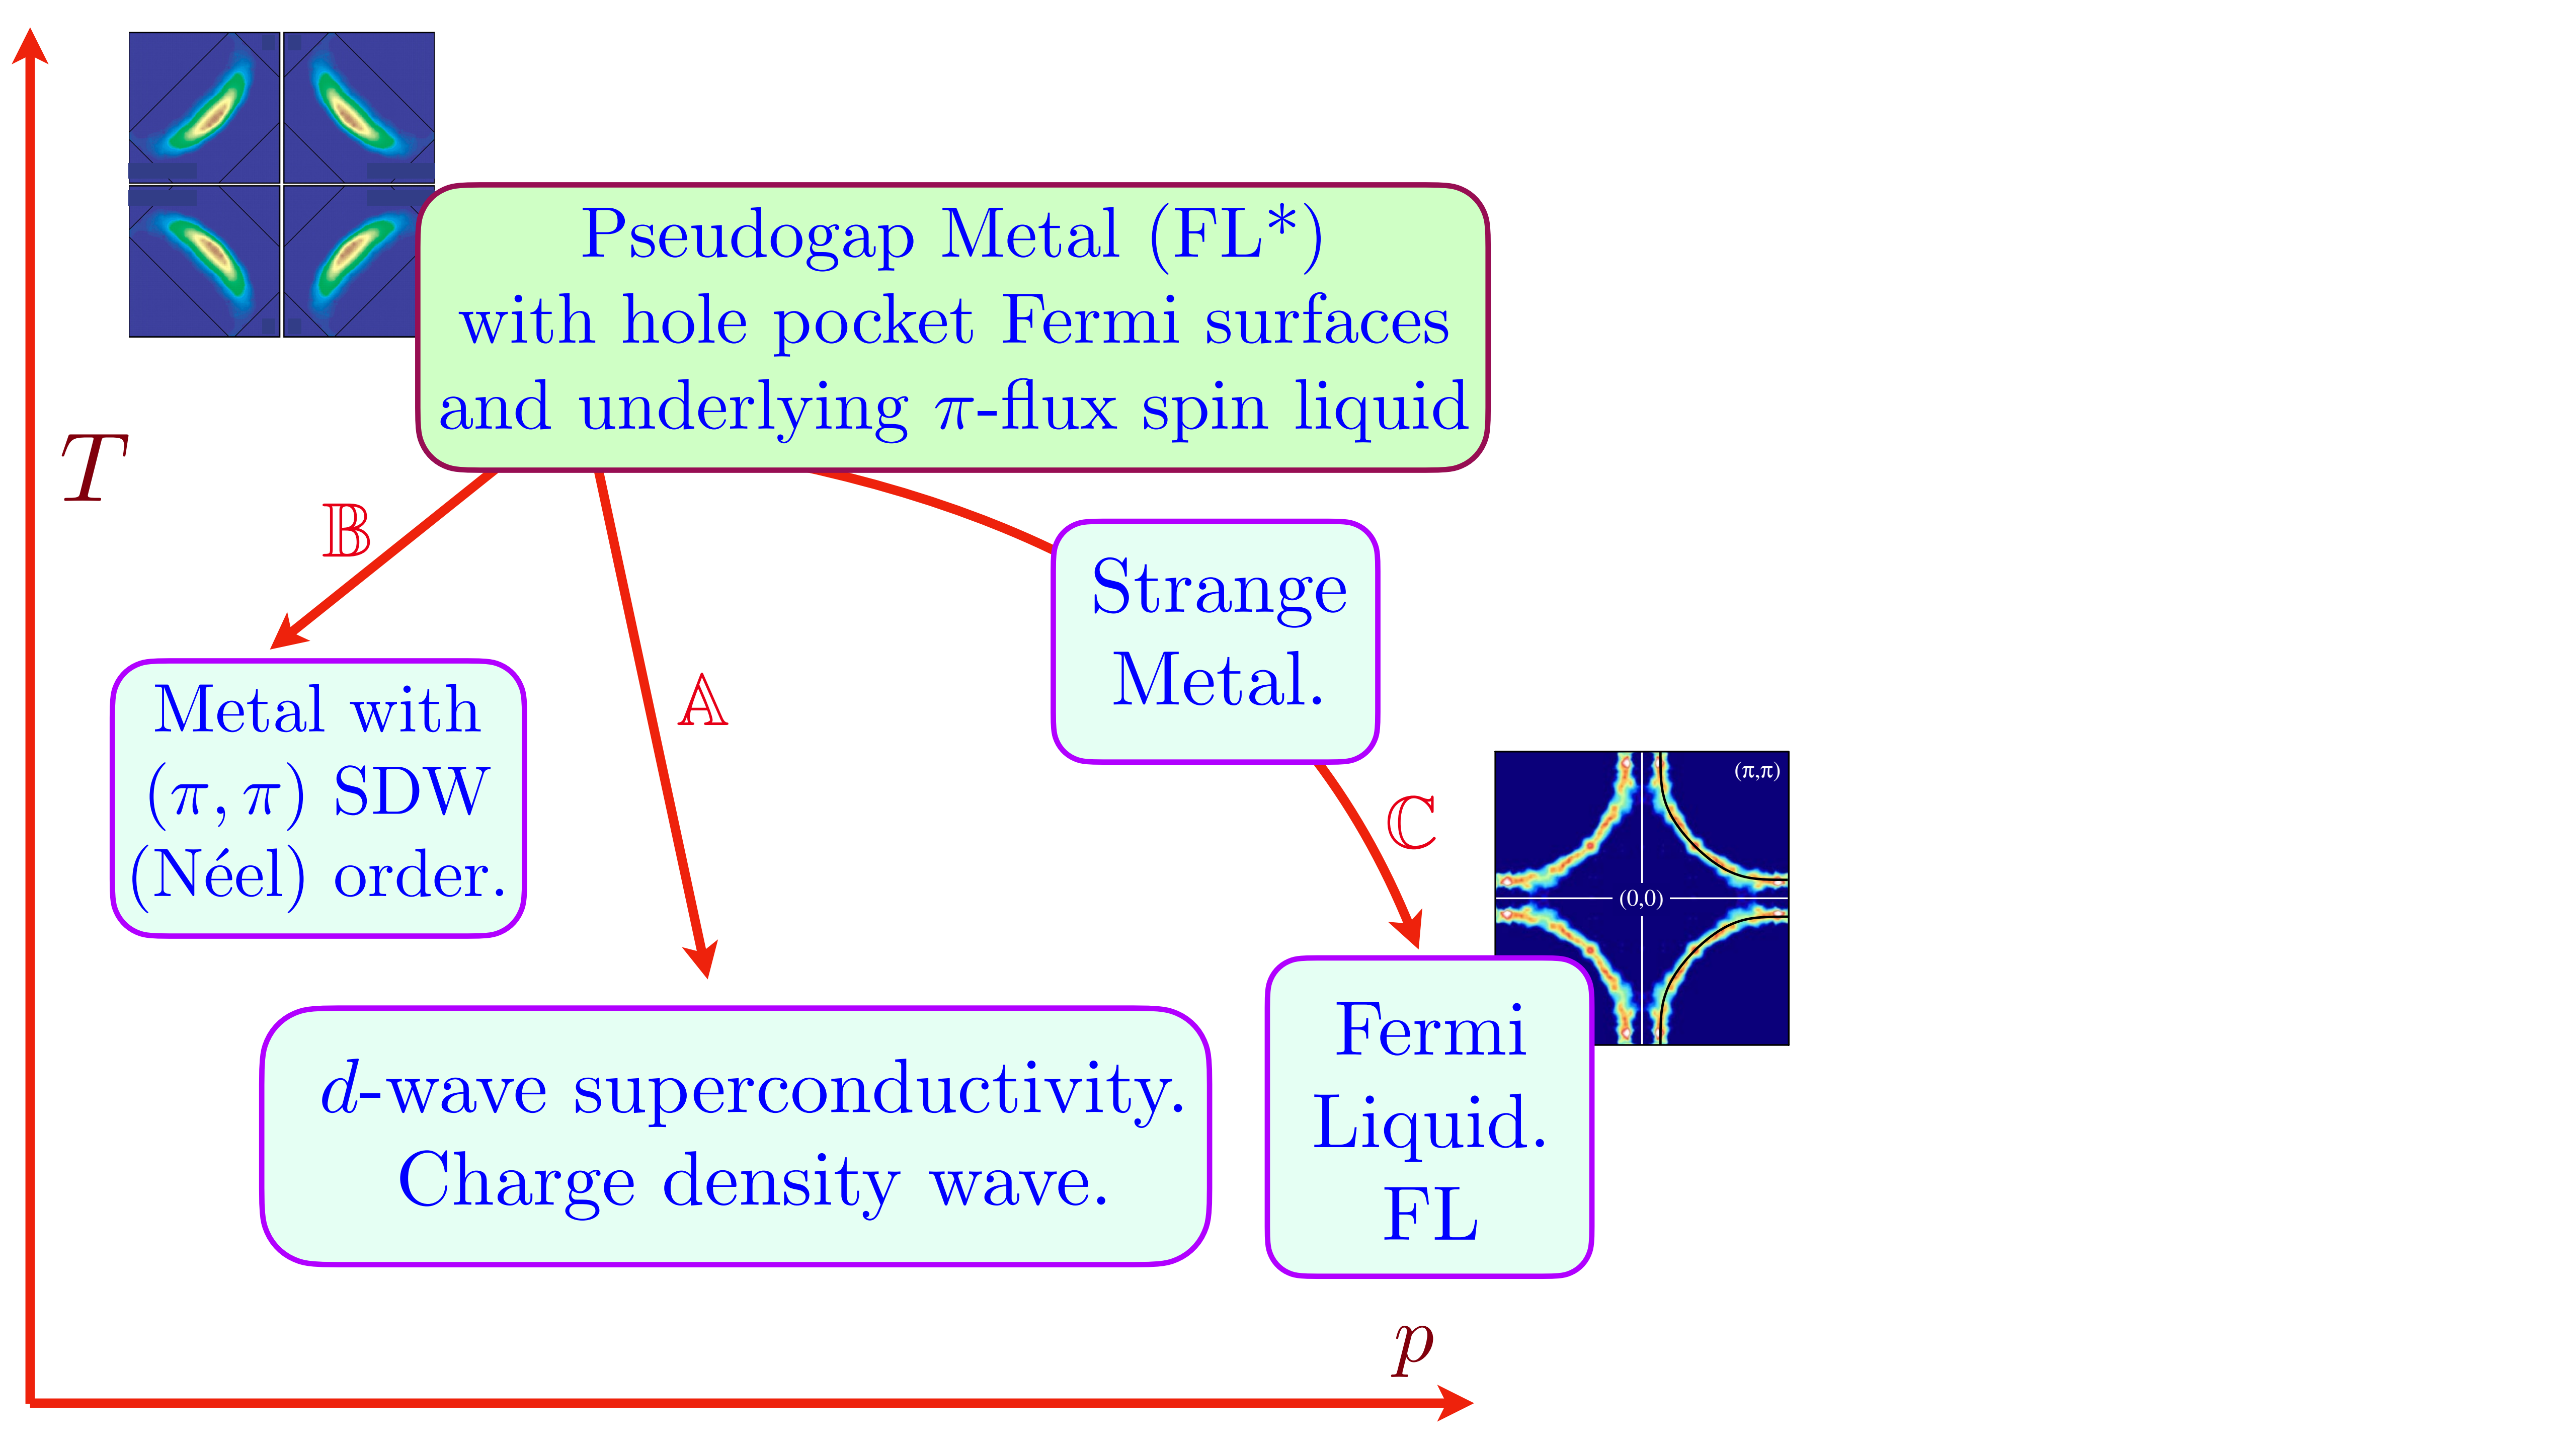 Pseudogap Metal (FL*)
with hole pocket Fermi surfaces
and underlying π-flux spin liquid
T
𝔹
Strange
Metal.
Metal with
(π, π) SDW
(Néel) order.
𝔸
ℂ
(π,π)
(0,0)
d-wave superconductivity.
Charge density wave.
Fermi
Liquid.
FL
p